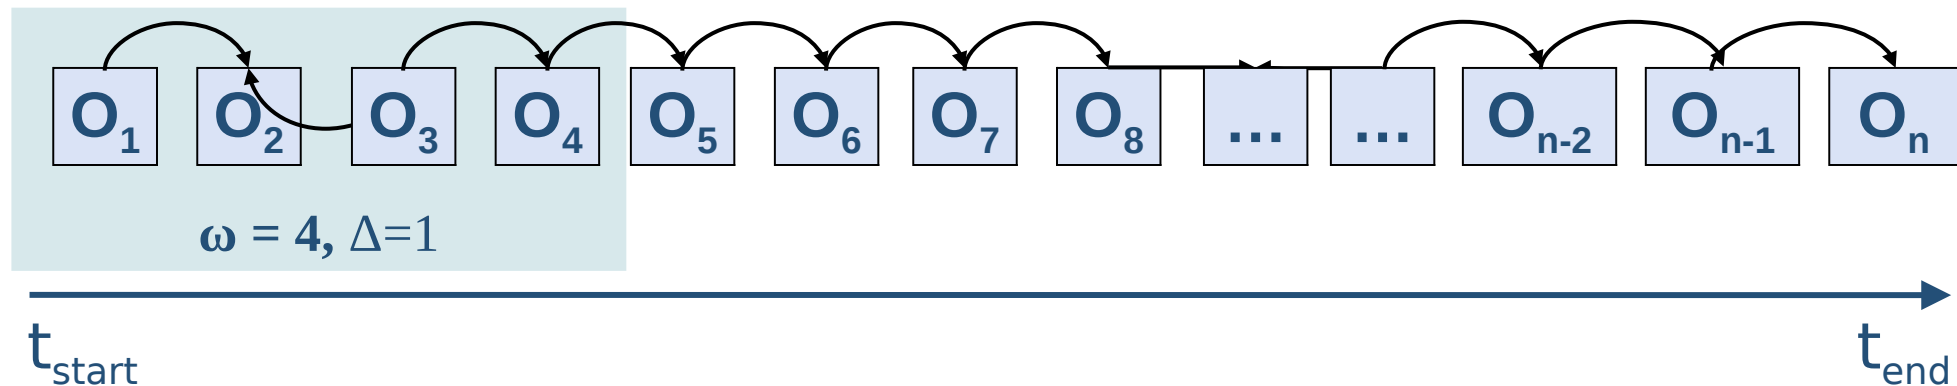 O1 O2 O3 O4 O5 O6 O7 O8 ... ... On-2 On-1 On
ω = 4, Δ=1
tstart tend